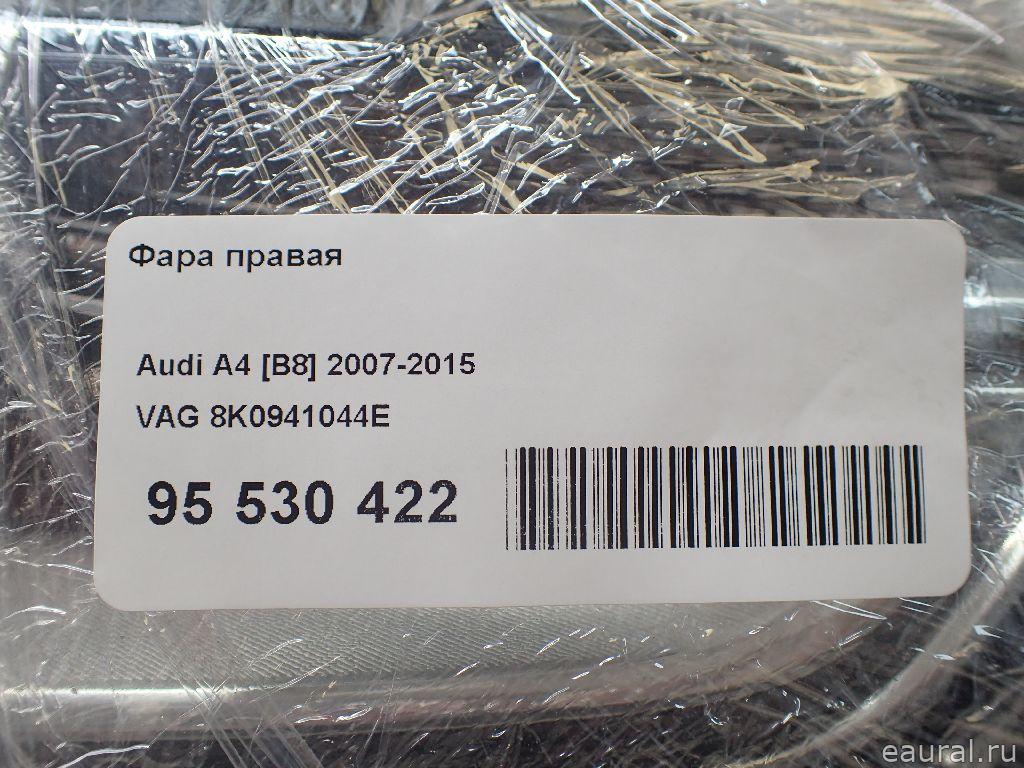 Фара правая
Audi A4 [B8] 2007-2015
VAG 8K0941044E
95 530 422
eaural.ru